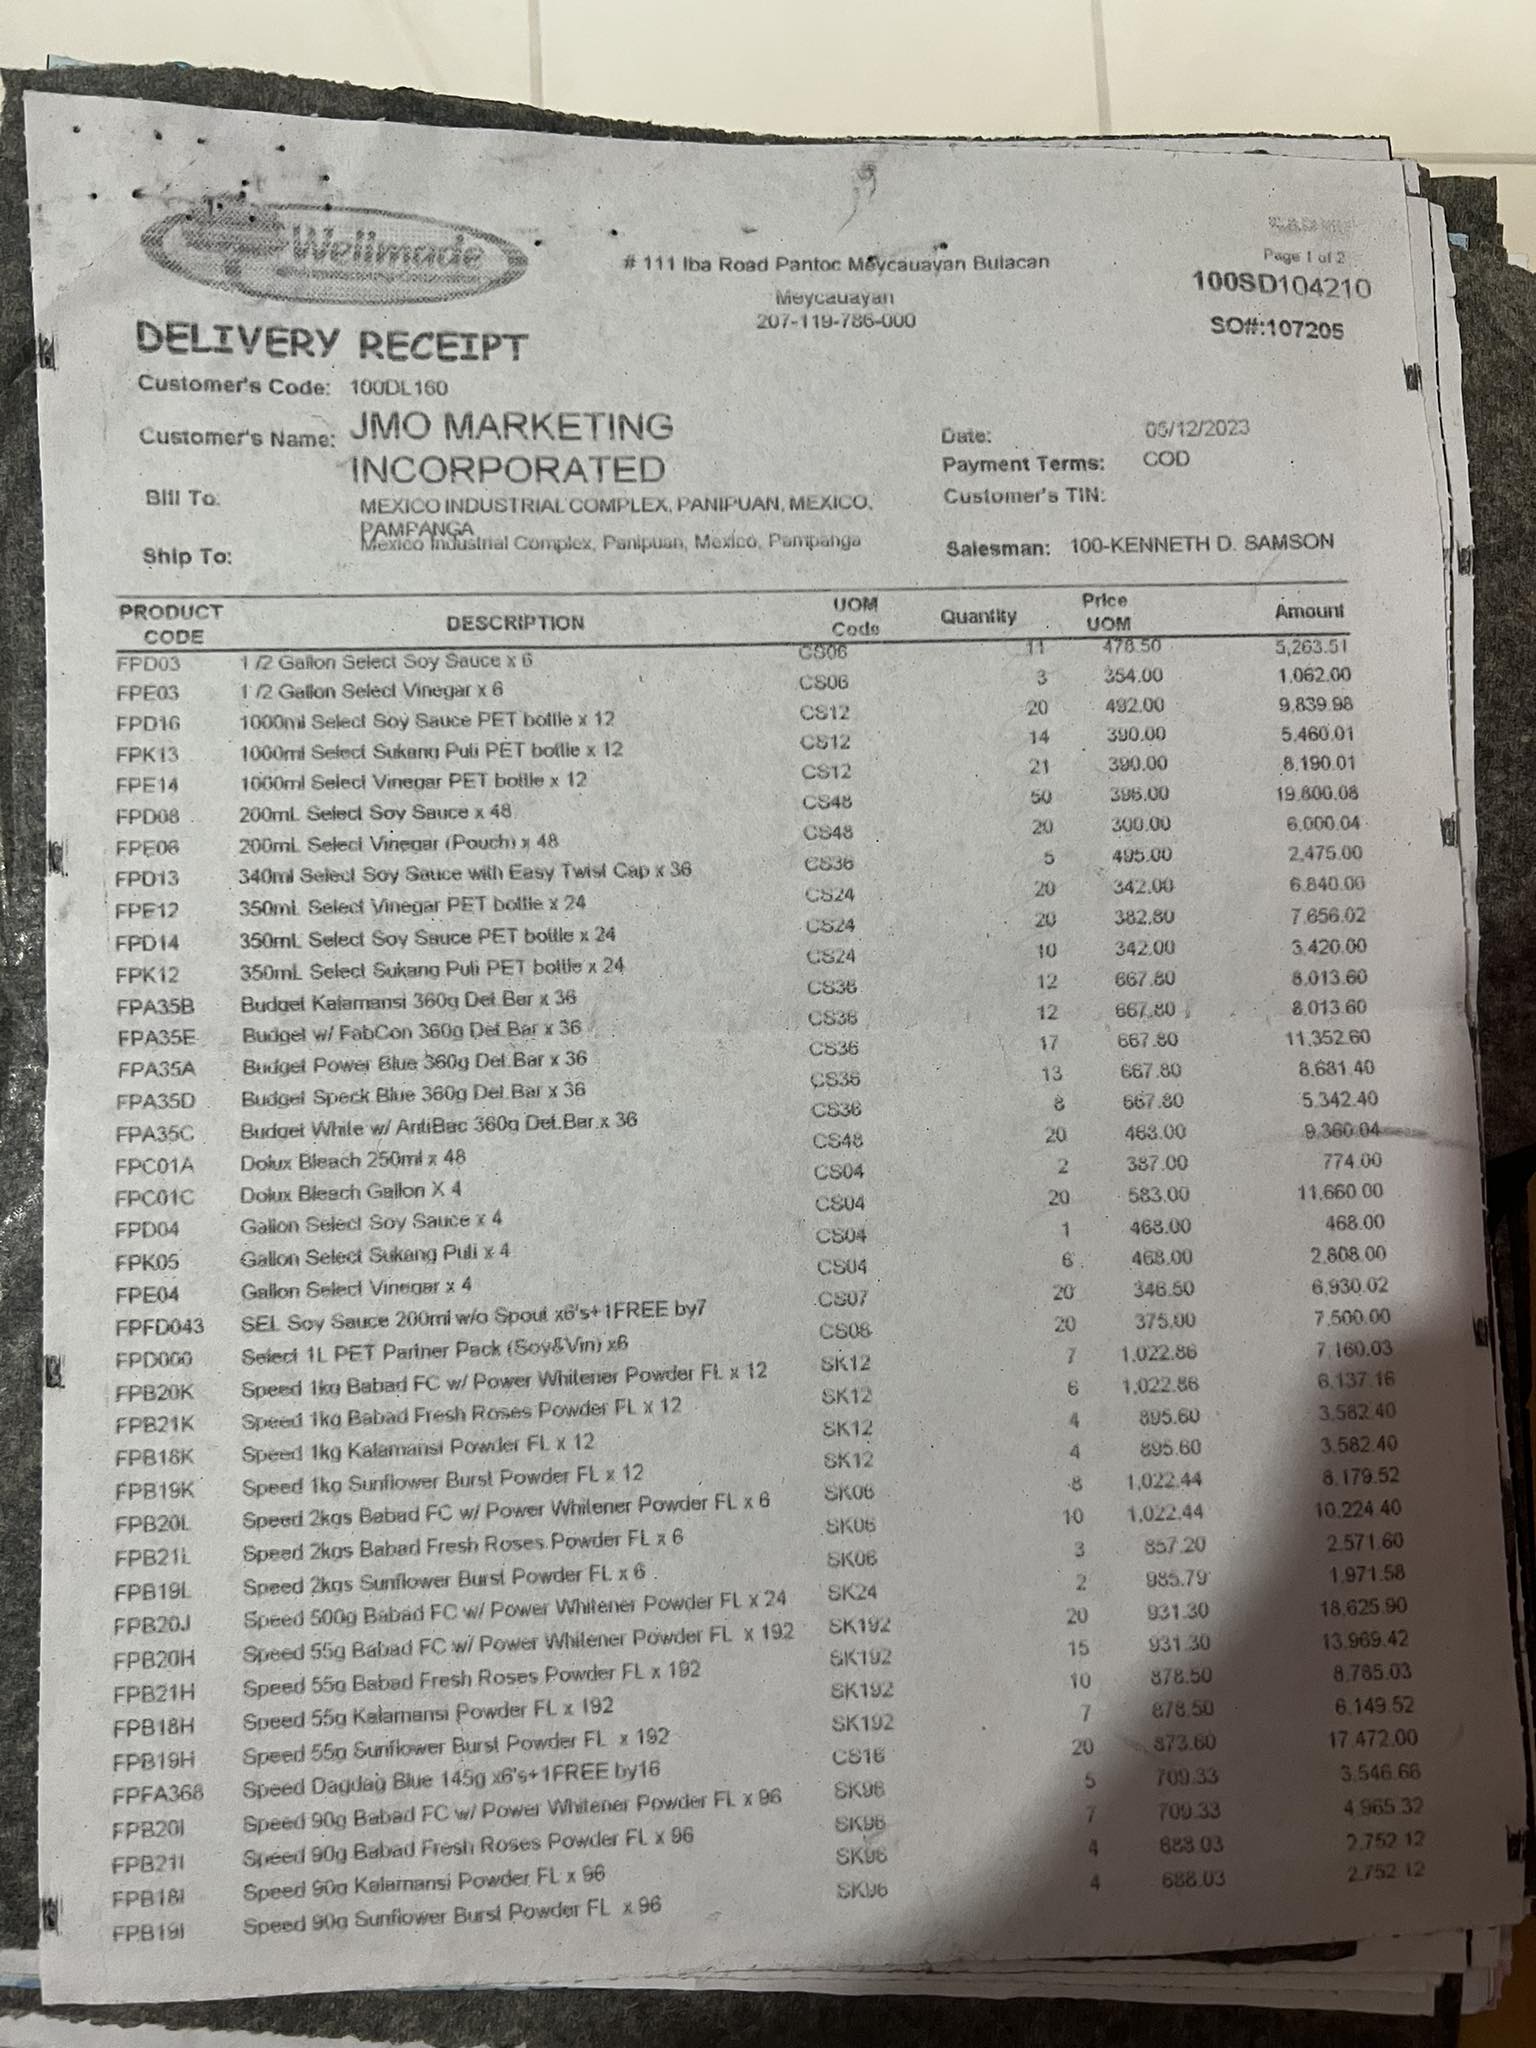 Wellmade
# 111 Iba Road Pantoc Meycauayan Bulacan
Meycauayan
207-119-786-000
Page 1 of 2
100SD104210
SO#:107205
DELIVERY RECEIPT
Customer's Code: 100DL160
Customer's Name: JMO MARKETING INCORPORATED
Date: 06/12/2023
Payment Terms: COD
Bill To: MEXICO INDUSTRIAL COMPLEX, PANIPUAN, MEXICO, PAMPANGA
Customer's TIN:
Ship To: Mexico Industrial Complex, Panipuan, Mexico, Pampanga
Salesman: 100-KENNETH D. SAMSON
PRODUCT CODE DESCRIPTION UOM Code Quantity Price UOM Amount
FPD03 1 /2 Gallon Select Soy Sauce x 6 CS06 11 478.50 5,263.51
FPE03 1 /2 Gallon Select Vinegar x 6 CS06 3 354.00 1,062.00
FPD16 1000ml Select Soy Sauce PET bottle x 12 CS12 20 492.00 9,839.98
FPK13 1000ml Select Sukang Puti PET bottle x 12 CS12 14 390.00 5,460.01
FPE14 1000ml Select Vinegar PET bottle x 12 CS12 21 390.00 8,190.01
FPD08 200mL Select Soy Sauce x 48 CS48 50 396.00 19,800.08
FPE06 200mL Select Vinegar (Pouch) x 48 CS48 20 300.00 6,000.04
FPD13 340ml Select Soy Sauce with Easy Twist Cap x 36 CS36 5 495.00 2,475.00
FPE12 350mL Select Vinegar PET bottle x 24 CS24 20 342.00 6,840.00
FPD14 350mL Select Soy Sauce PET bottle x 24 CS24 20 382.80 7,656.02
FPK12 350mL Select Sukang Puti PET bottle x 24 CS24 10 342.00 3,420.00
FPA35B Budget Kalamansi 360g Det.Bar x 36 CS36 12 667.80 8,013.60
FPA35E Budget w/ FabCon 360g Det.Bar x 36 CS36 12 667.80 8,013.60
FPA35A Budget Power Blue 360g Det.Bar x 36 CS36 17 667.80 11,352.60
FPA35D Budget Speck Blue 360g Det.Bar x 36 CS36 13 667.80 8,681.40
FPA35C Budget White w/ AntiBac 360g Det.Bar x 36 CS36 8 667.80 5,342.40
FPC01A Dolux Bleach 250ml x 48 CS48 20 468.00 9,360.04
FPC01C Dolux Bleach Gallon X 4 CS04 2 387.00 774.00
FPD04 Gallon Select Soy Sauce x 4 CS04 20 583.00 11,660.00
FPK05 Gallon Select Sukang Puti x 4 CS04 1 468.00 468.00
FPE04 Gallon Select Vinegar x 4 CS04 6 468.00 2,808.00
FPFD043 SEL Soy Sauce 200ml w/o Spout x6's+1FREE by7 CS07 20 346.50 6,930.02
FPD000 Select 1L PET Partner Pack (Soy&Vin) x6 CS06 20 375.00 7,500.00
FPB20K Speed 1kg Babad FC w/ Power Whitener Powder FL x 12 SK12 7 1,022.86 7,160.03
FPB21K Speed 1kg Babad Fresh Roses Powder FL x 12 SK12 6 1,022.86 6,137.16
FPB18K Speed 1kg Kalamansi Powder FL x 12 SK12 4 895.60 3,582.40
FPB19K Speed 1kg Sunflower Burst Powder FL x 12 SK12 4 895.60 3,582.40
FPB20L Speed 2kgs Babad FC w/ Power Whitener Powder FL x 6 SK06 8 1,022.44 8,179.52
FPB21L Speed 2kgs Babad Fresh Roses Powder FL x 6 SK06 10 1,022.44 10,224.40
FPB19L Speed 2kgs Sunflower Burst Powder FL x 6 SK06 3 857.20 2,571.60
FPB20J Speed 500g Babad FC w/ Power Whitener Powder FL x 24 SK24 2 985.79 1,971.58
FPB20H Speed 55g Babad FC w/ Power Whitener Powder FL x 192 SK192 20 931.30 18,625.90
FPB21H Speed 55g Babad Fresh Roses Powder FL x 192 SK192 15 931.30 13,969.42
FPB18H Speed 55g Kalamansi Powder FL x 192 SK192 10 878.50 8,785.03
FPB19H Speed 55g Sunflower Burst Powder FL x 192 SK192 7 878.50 6,149.52
FPFA368 Speed Dagdag Blue 145g x6's+1FREE by16 CS16 20 873.60 17,472.00
FPB20I Speed 90g Babad FC w/ Power Whitener Powder FL x 96 SK96 5 709.33 3,546.66
FPB21I Speed 90g Babad Fresh Roses Powder FL x 96 SK96 7 709.33 4,965.32
FPB18I Speed 90g Kalamansi Powder FL x 96 SK96 4 688.03 2,752.12
FPB19I Speed 90g Sunflower Burst Powder FL x 96 SK96 4 688.03 2,752.12